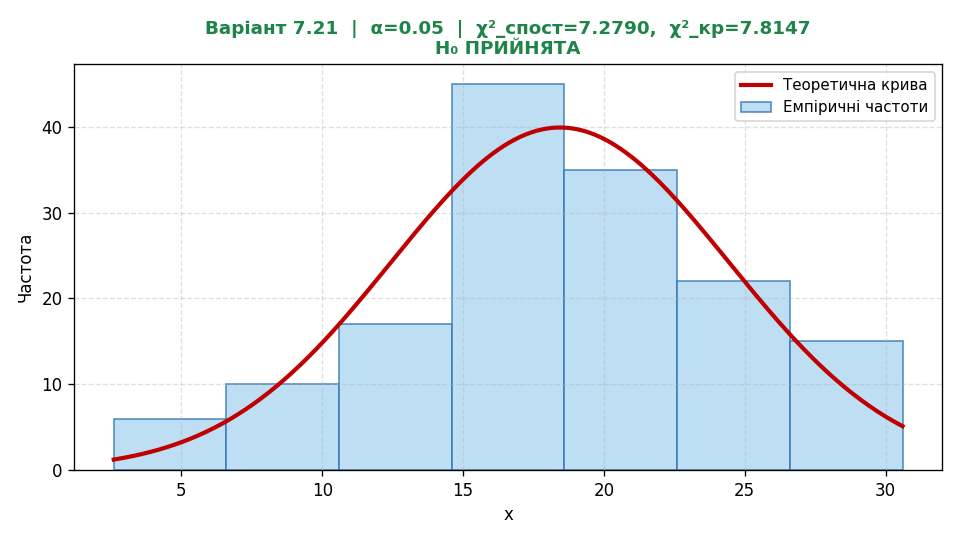 Варіант 7.21 | α=0.05 | χ²_спост=7.2790, χ²_кр=7.8147
H₀ ПРИЙНЯТА
Теоретична крива
Емпіричні частоти
Частота
40
30
20
10
0
5
10
15
20
25
30
x